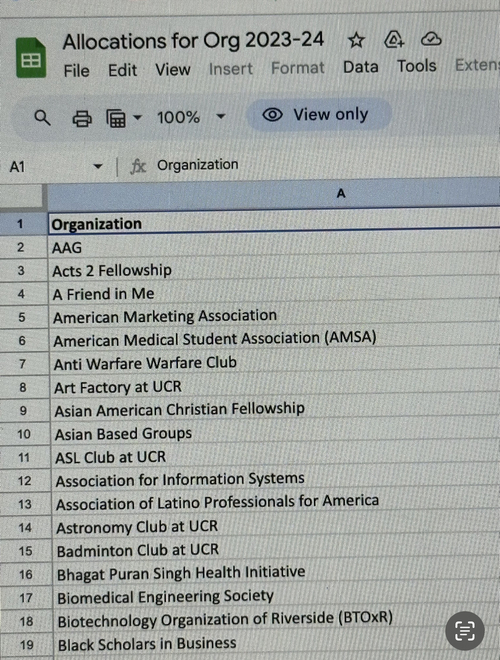 Allocations for Org 2023-24
File Edit View Insert Format Data Tools Exten
100% View only
A1 fx Organization
A
1 Organization
2 AAG
3 Acts 2 Fellowship
4 A Friend in Me
5 American Marketing Association
6 American Medical Student Association (AMSA)
7 Anti Warfare Warfare Club
8 Art Factory at UCR
9 Asian American Christian Fellowship
10 Asian Based Groups
11 ASL Club at UCR
12 Association for Information Systems
13 Association of Latino Professionals for America
14 Astronomy Club at UCR
15 Badminton Club at UCR
16 Bhagat Puran Singh Health Initiative
17 Biomedical Engineering Society
18 Biotechnology Organization of Riverside (BTOxR)
19 Black Scholars in Business